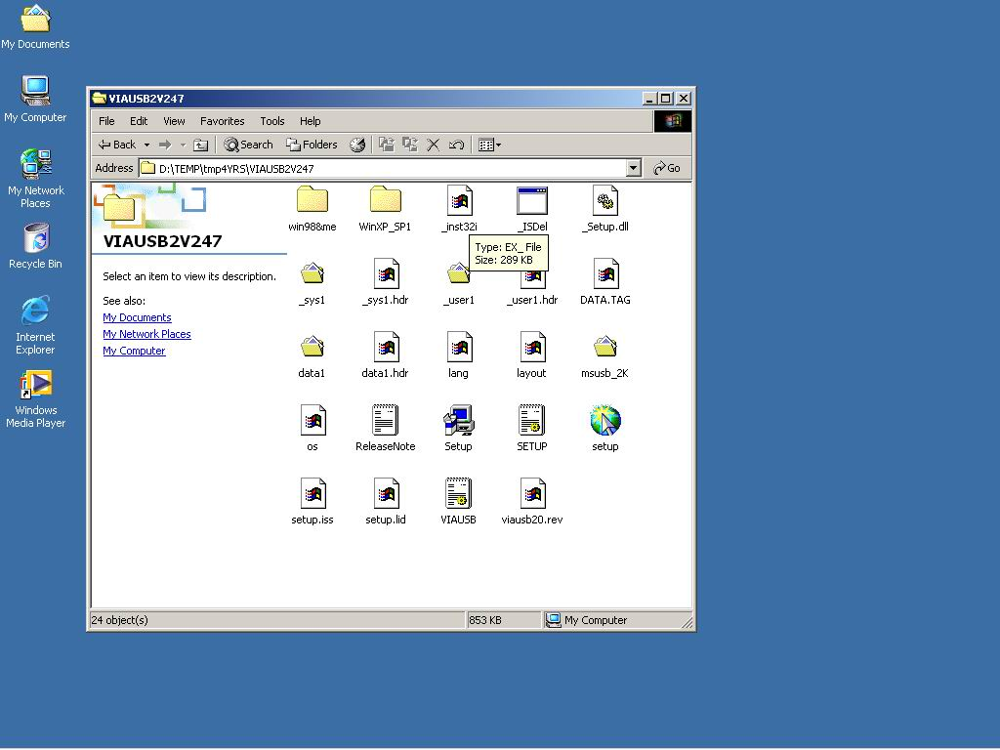 My Documents
My Computer
My Network
Places
Recycle Bin
Internet
Explorer
Windows
Media Player
VIAUSB2V247
File Edit View Favorites Tools Help
Back Search Folders
Address D:\TEMP\tmp4YRS\VIAUSB2V247 Go
VIAUSB2V247
Select an item to view its description.
See also:
My Documents
My Network Places
My Computer
win98&me WinXP_SP1 _inst32i _ISDel _Setup.dll
Type: EX_ File
Size: 289 KB
_sys1 _sys1.hdr _user1 _user1.hdr DATA.TAG
data1 data1.hdr lang layout msusb_2K
os ReleaseNote Setup SETUP setup
setup.iss setup.lid VIAUSB viausb20.rev
24 object(s) 853 KB My Computer